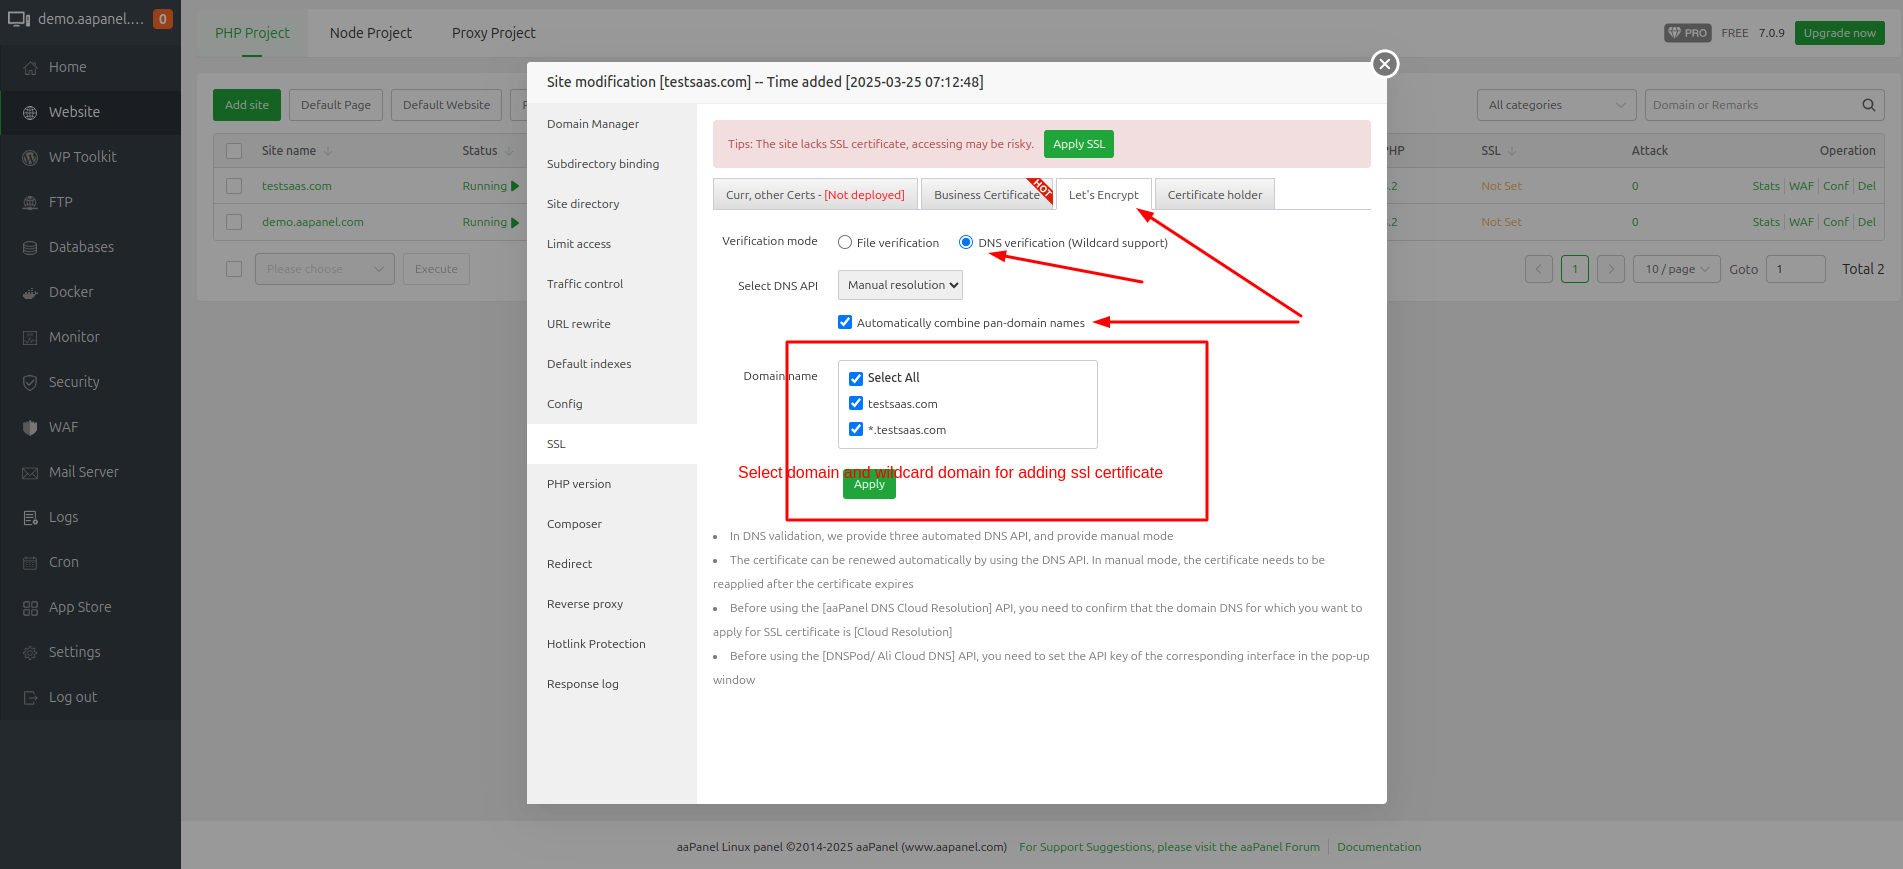 demo.aapanel.... 0
Home
Website
WP Toolkit
FTP
Databases
Docker
Monitor
Security
WAF
Mail Server
Logs
Cron
App Store
Settings
Log out
PHP Project Node Project Proxy Project
PRO FREE 7.0.9 Upgrade now
Add site Default Page Default Website
All categories Domain or Remarks
Site name Status SSL Attack Operation
testsaas.com Running Not Set 0 Stats WAF Conf Del
demo.aapanel.com Running Not Set 0 Stats WAF Conf Del
Please choose Execute
1 10 / page Goto 1 Total 2
Site modification [testsaas.com] -- Time added [2025-03-25 07:12:48]
Domain Manager
Subdirectory binding
Site directory
Limit access
Traffic control
URL rewrite
Default indexes
Config
SSL
PHP version
Composer
Redirect
Reverse proxy
Hotlink Protection
Response log
Tips: The site lacks SSL certificate, accessing may be risky. Apply SSL
Curr, other Certs - [Not deployed] Business Certificate HOT Let's Encrypt Certificate holder
Verification mode File verification DNS verification (Wildcard support)
Select DNS API Manual resolution
Automatically combine pan-domain names
Domain name Select All
testsaas.com
*.testsaas.com
Select domain and wildcard domain for adding ssl certificate
Apply
• In DNS validation, we provide three automated DNS API, and provide manual mode
• The certificate can be renewed automatically by using the DNS API. In manual mode, the certificate needs to be
reapplied after the certificate expires
• Before using the [aaPanel DNS Cloud Resolution] API, you need to confirm that the domain DNS for which you want to
apply for SSL certificate is [Cloud Resolution]
• Before using the [DNSPod/ Ali Cloud DNS] API, you need to set the API key of the corresponding interface in the pop-up
window
aaPanel Linux panel ©2014-2025 aaPanel (www.aapanel.com) For Support Suggestions, please visit the aaPanel Forum Documentation